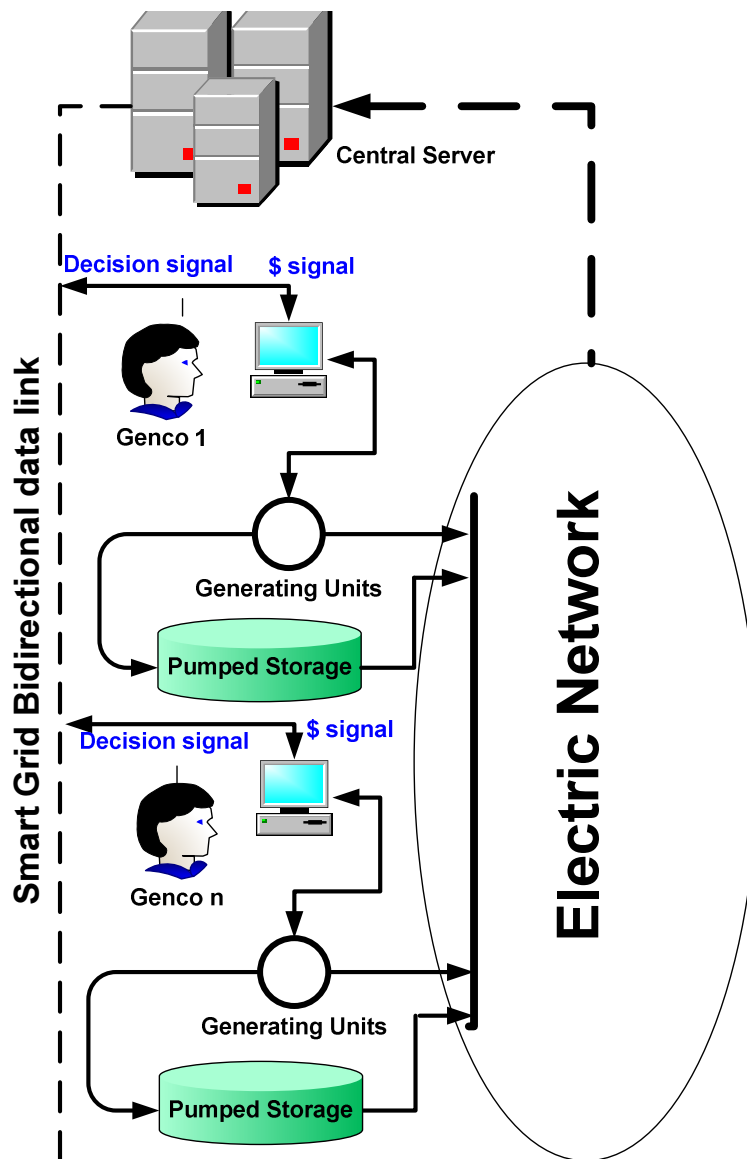 Central Server
Decision signal
$ signal
Genco 1
Generating Units
Pumped Storage
Decision signal
$ signal
Genco n
Generating Units
Pumped Storage
Smart Grid Bidirectional data link
Electric Network